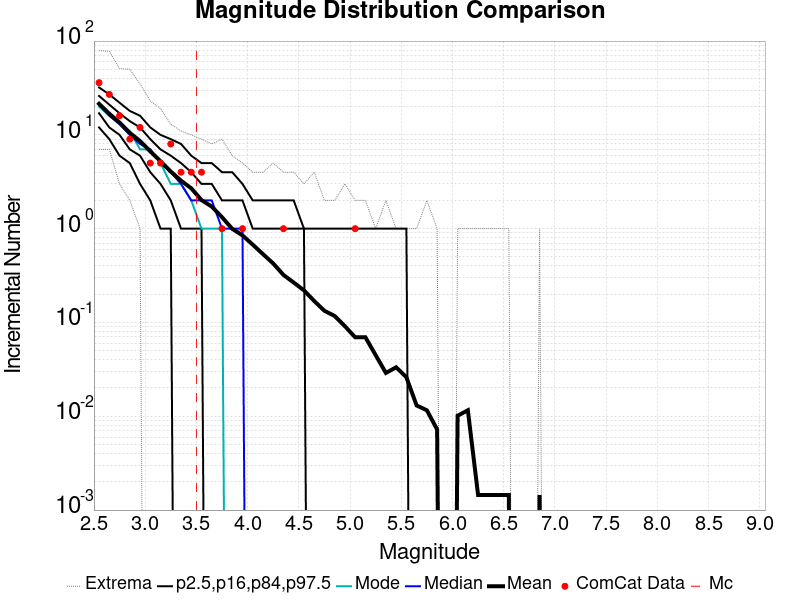 Magnitude Distribution Comparison
10^2
10^1
10^0
10^-1
10^-2
10^-3
Incremental Number
2.5 3.0 3.5 4.0 4.5 5.0 5.5 6.0 6.5 7.0 7.5 8.0 8.5 9.0
Magnitude
Extrema p2.5,p16,p84,p97.5 Mode Median Mean ComCat Data Mc